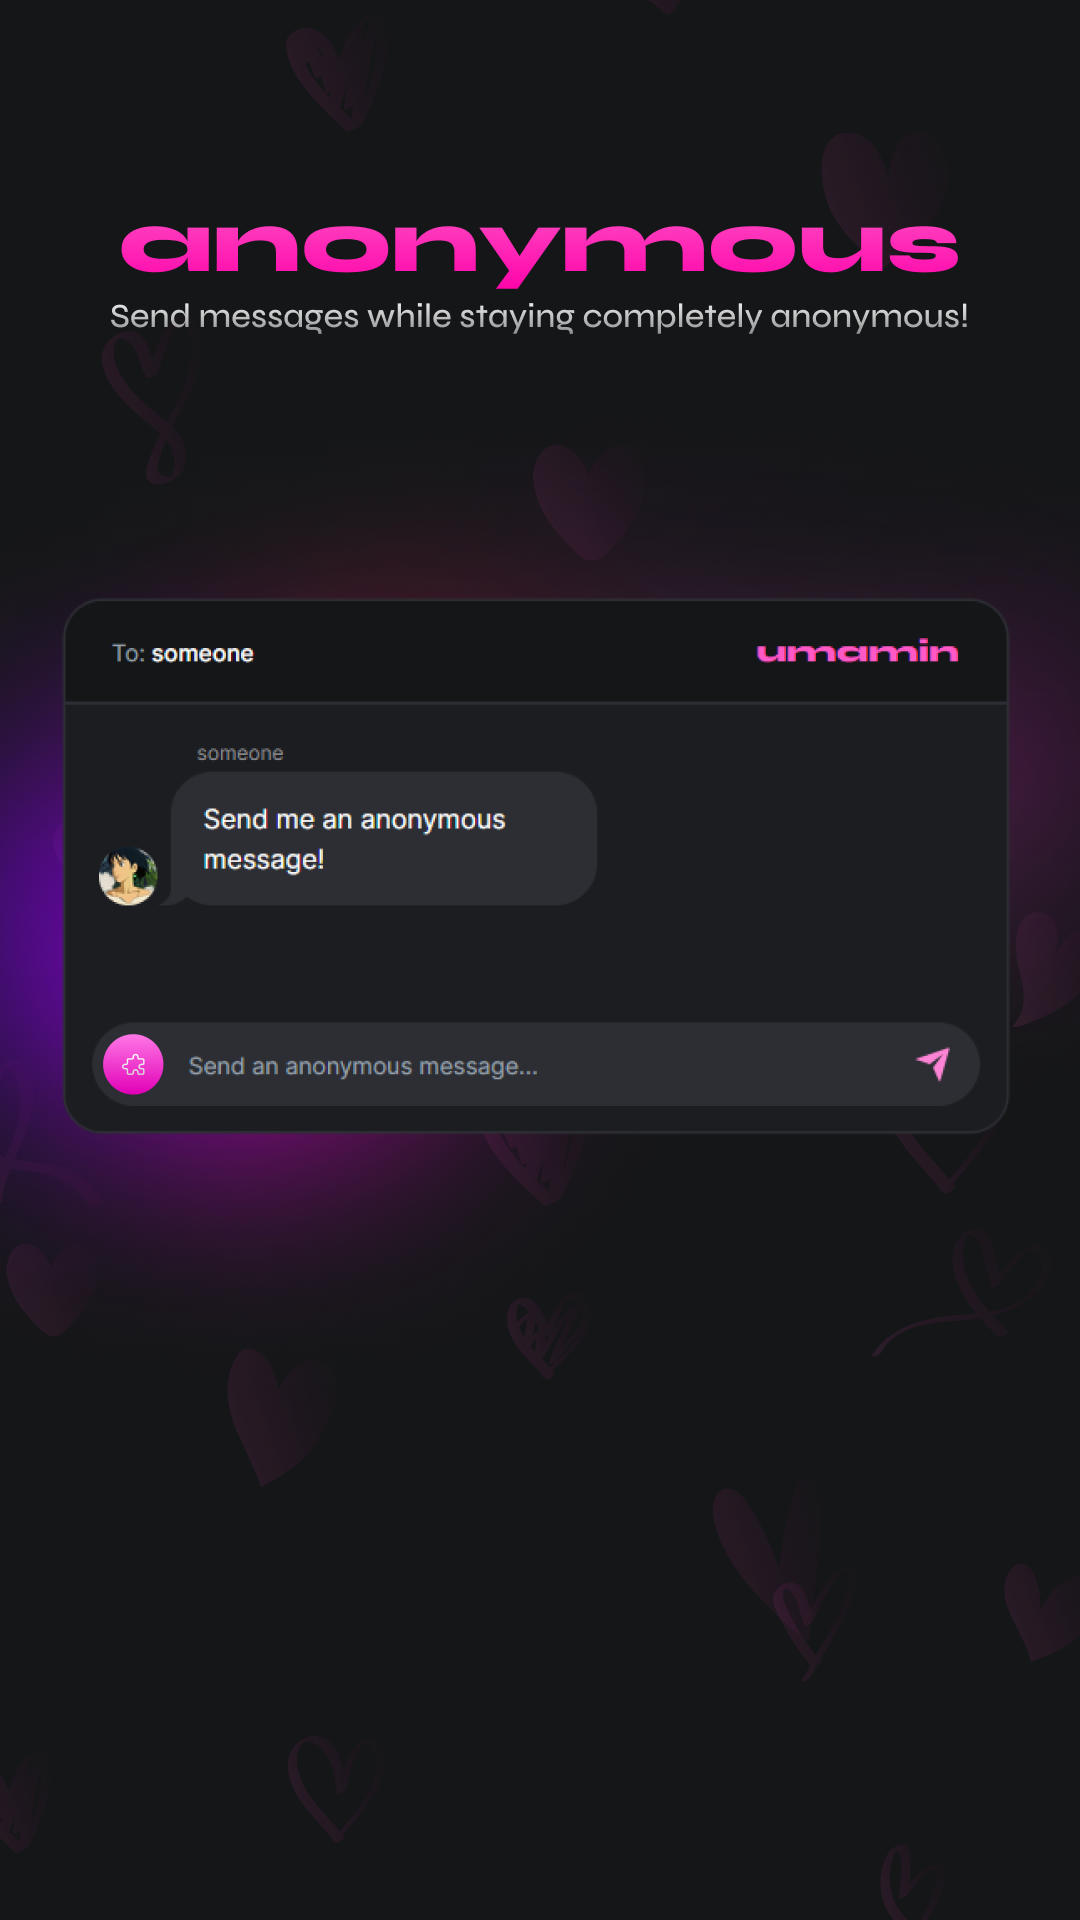 anonymous
Send messages while staying completely anonymous!
To: someone
umamin
someone
Send me an anonymous
message!
Send an anonymous message...